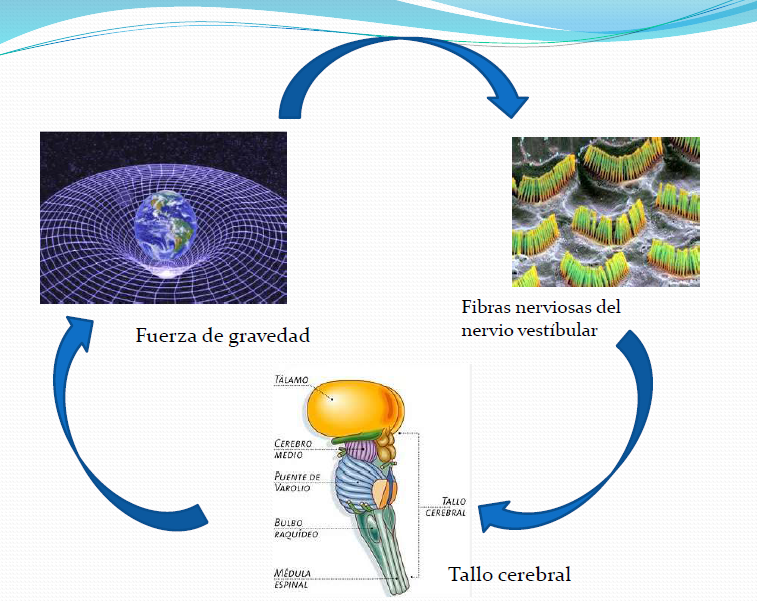 Fuerza de gravedad
Fibras nerviosas del
nervio vestíbular
TÁLAMO
CEREBRO
MEDIO
PUENTE DE
VAROLIO
BULBO
RAQUÍDEO
MÉDULA
ESPINAL
TALLO
CEREBRAL
Tallo cerebral